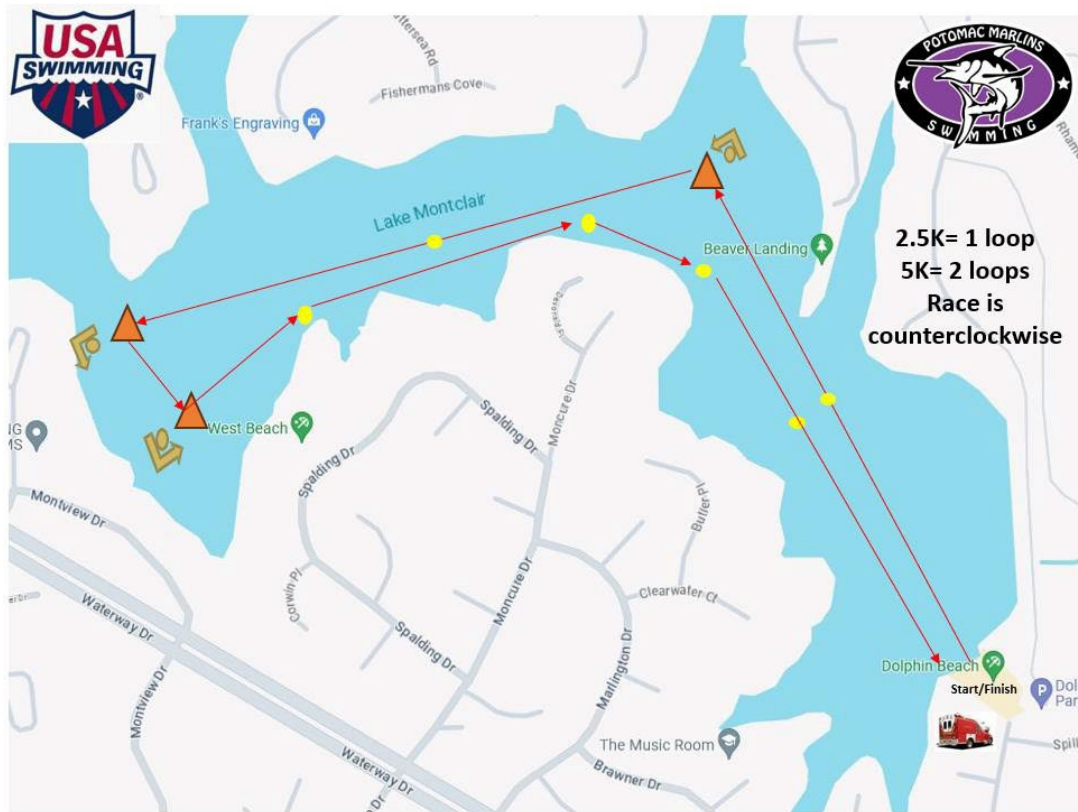 USA
SWIMMING
POTOMAC MARLINS
SWIMMING
Fishermans Cove
Frank's Engraving
Lake Montclair
Beaver Landing
2.5K= 1 loop
5K= 2 loops
Race is
counterclockwise
West Beach
Spalding Dr
Spalding Dr
Moncure Dr
Butler Pl
Montview Dr
Corwin Pl
Moncure Dr
Clearwater Ct
Waterway Dr
Spalding Dr
Marlington Dr
Dolphin Beach
Start/Finish
Montview Dr
The Music Room
Waterway Dr
Brawner Dr